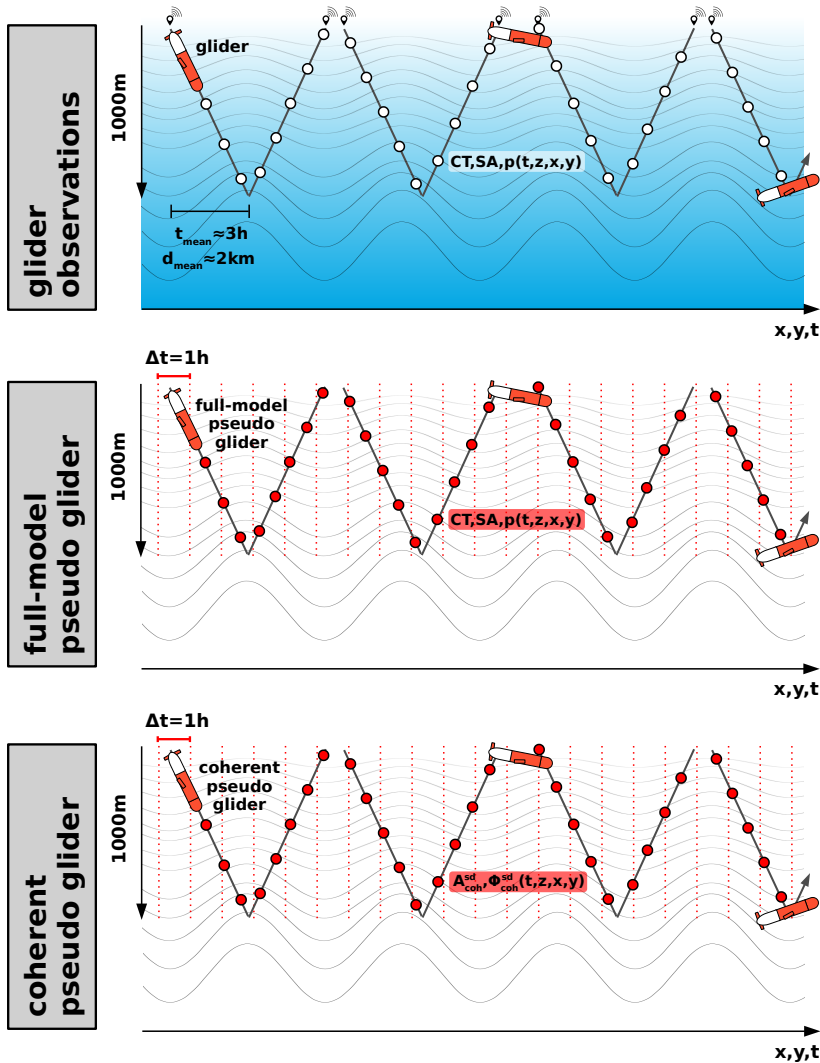 glider
observations
1000m
glider
CT,SA,p(t,z,x,y)
t_mean≈3h
d_mean≈2km
x,y,t
full-model
pseudo glider
Δt=1h
1000m
full-model
pseudo
glider
CT,SA,p(t,z,x,y)
x,y,t
coherent
pseudo glider
Δt=1h
1000m
coherent
pseudo
glider
A^sd_coh,Φ^sd_coh(t,z,x,y)
x,y,t